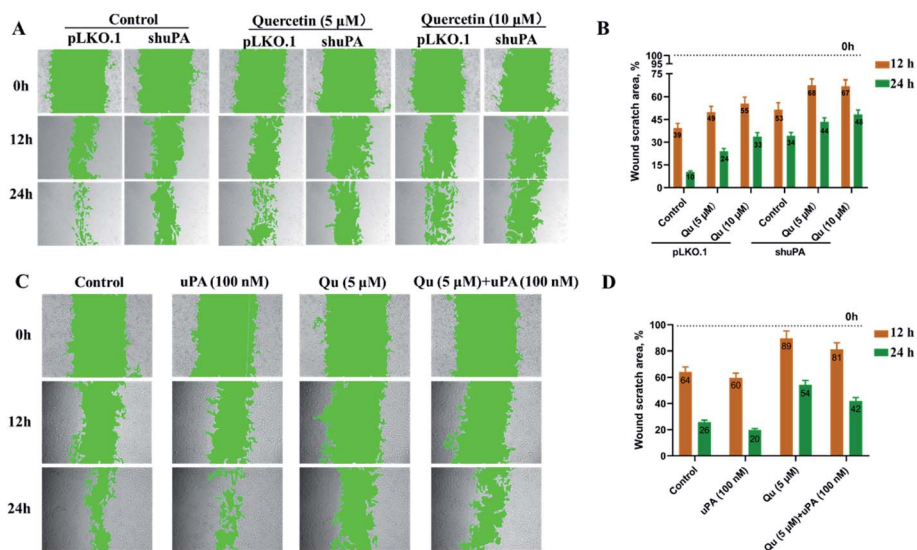 A
Control
Quercetin (5 μM)
Quercetin (10 μM)
pLKO.1 shuPA
pLKO.1 shuPA
pLKO.1 shuPA
0h
12h
24h
B
0h
12 h
24 h
Wound scratch area, %
100
95
75
60
45
30
15
0
39
10
49
24
55
33
53
34
68
44
67
48
Control
Qu (5 μM)
Qu (10 μM)
Control
Qu (5 μM)
Qu (10 μM)
pLKO.1
shuPA
C
Control
uPA (100 nM)
Qu (5 μM)
Qu (5 μM)+uPA (100 nM)
0h
12h
24h
D
0h
12 h
24 h
Wound scratch area, %
100
80
60
40
20
0
64
26
60
20
89
54
81
42
Control
uPA (100 nM)
Qu (5 μM)
Qu (5 μM)+uPA (100 nM)